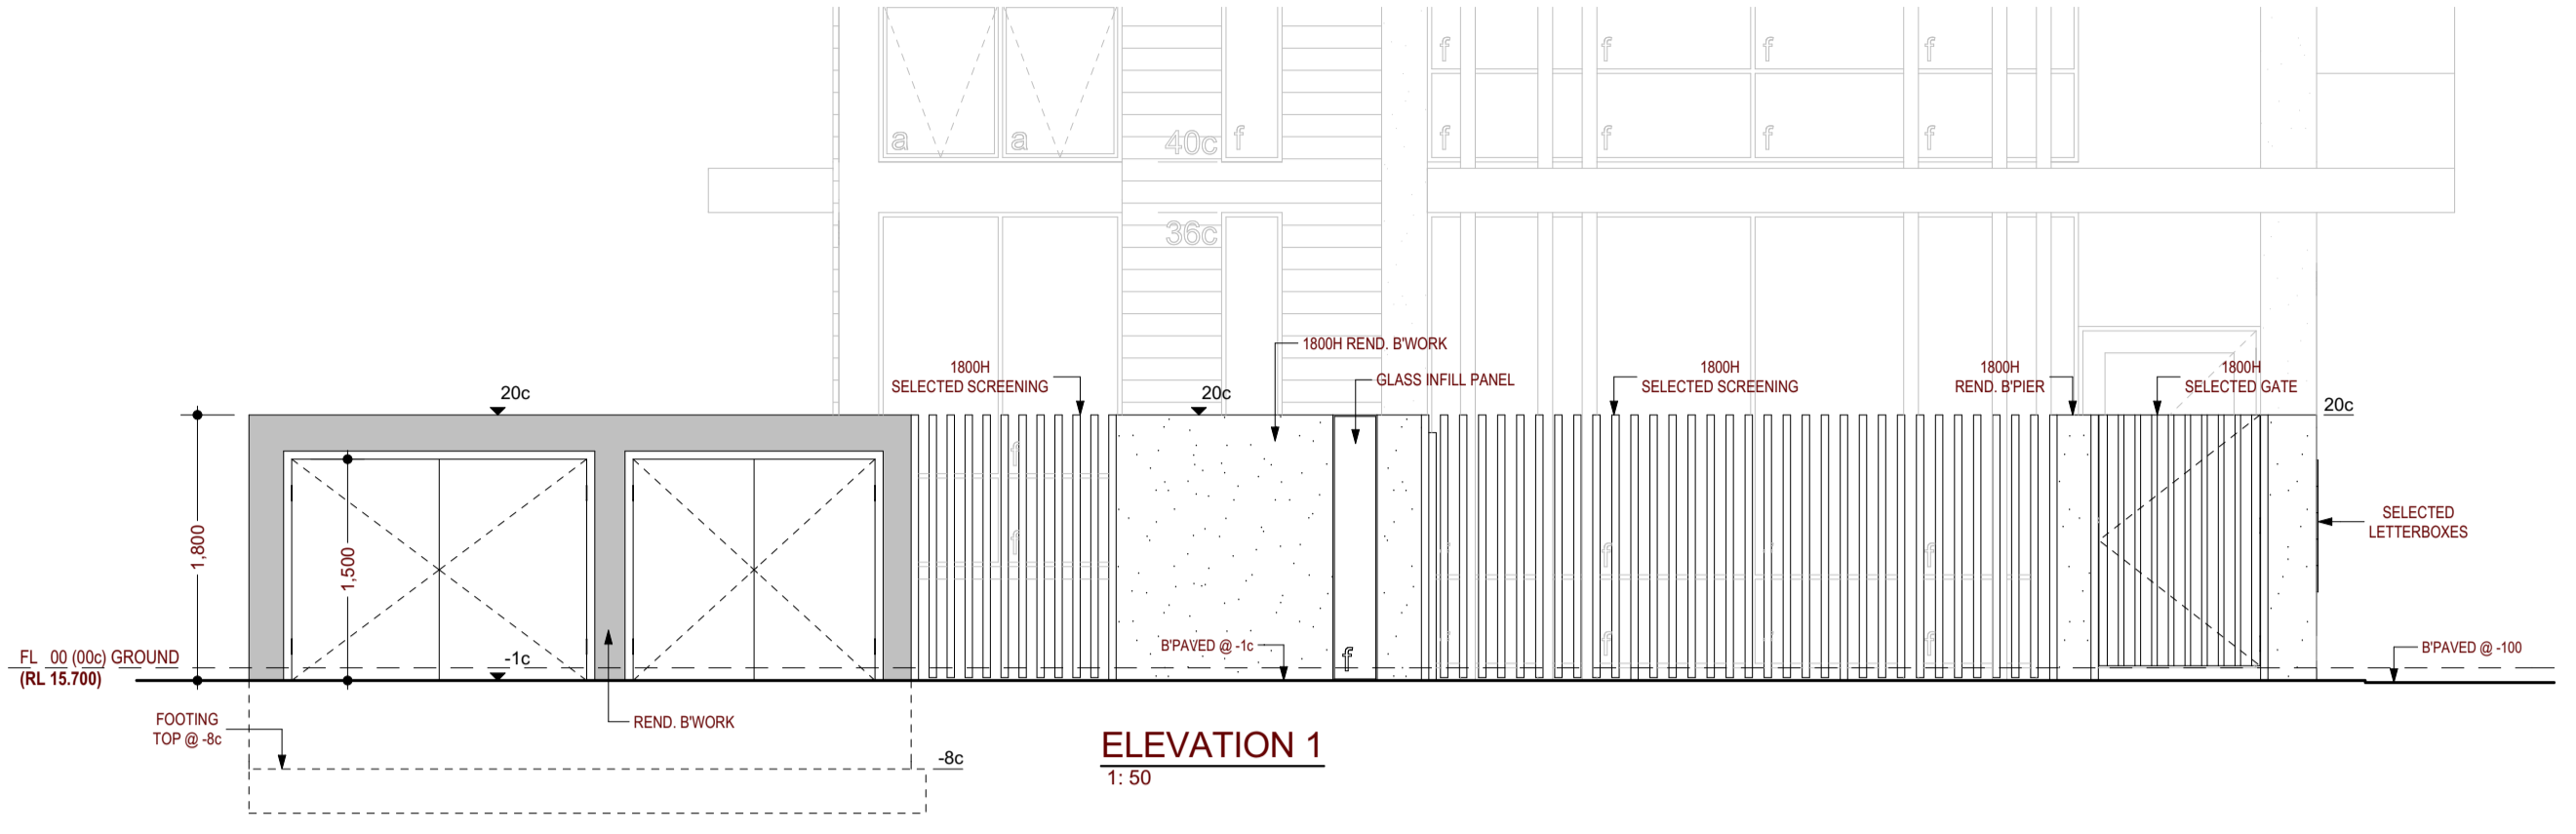 f f f f
a a 40c f f f f f
36c
1800H REND. B'WORK
1800H
SELECTED SCREENING
GLASS INFILL PANEL
1800H
SELECTED SCREENING
1800H
REND. B'PIER
1800H
SELECTED GATE
20c
20c
20c
f
f
1,800
1,500
SELECTED
LETTERBOXES
f f f f
f f f f
B'PAVED @ -1c
f
B'PAVED @ -100
FL 00 (00c) GROUND
(RL 15.700)
-1c
FOOTING
TOP @ -8c
REND. B'WORK
-8c
ELEVATION 1
1: 50